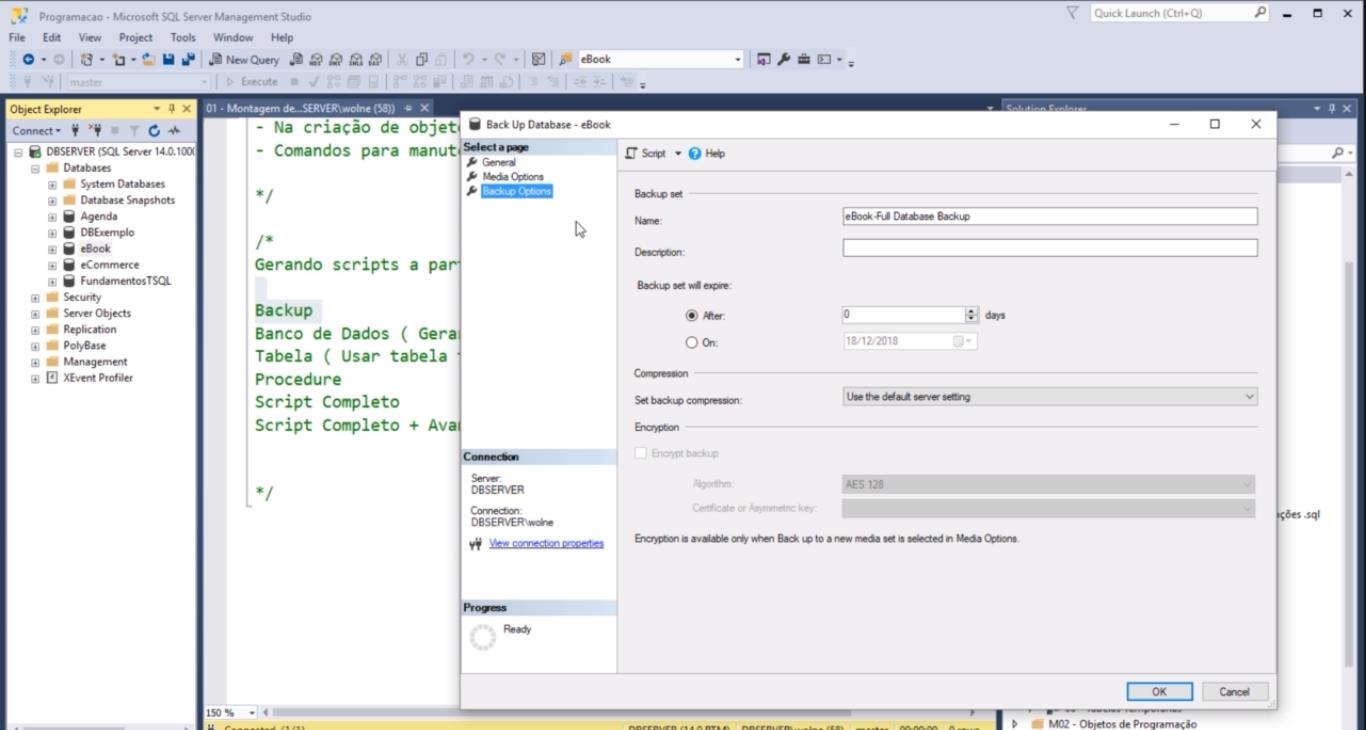 Programacao - Microsoft SQL Server Management Studio
Quick Launch (Ctrl+Q)
File Edit View Project Tools Window Help
New Query
eBook
master
Execute
Object Explorer
Connect
DBSERVER (SQL Server 14.0.1000
Databases
System Databases
Database Snapshots
Agenda
DBExemplo
eBook
eCommerce
FundamentosTSQL
Security
Server Objects
Replication
PolyBase
Management
XEvent Profiler
01 - Montagem de...SERVER\wolne (58))
- Na criação de objet
- Comandos para manut
*/
/*
Gerando scripts a par
Backup
Banco de Dados ( Gera
Tabela ( Usar tabela
Procedure
Script Completo
Script Completo + Ava
*/
150 %
Connected. (1/1)
DBSERVER (14.0 RTM) DBSERVER\wolne (58) master 00:00:00 0 rows
Back Up Database - eBook
Select a page
General
Media Options
Backup Options
Connection
Server:
DBSERVER
Connection:
DBSERVER\wolne
View connection properties
Progress
Ready
Script Help
Backup set
Name: eBook-Full Database Backup
Description:
Backup set will expire:
After: 0 days
On: 18/12/2018
Compression
Set backup compression: Use the default server setting
Encryption
Encrypt backup
Algorithm: AES 128
Certificate or Asymmetric key:
Encryption is available only when Back up to a new media set is selected in Media Options.
OK Cancel
Solution Explorer
ções .sql
M02 - Objetos de Programação